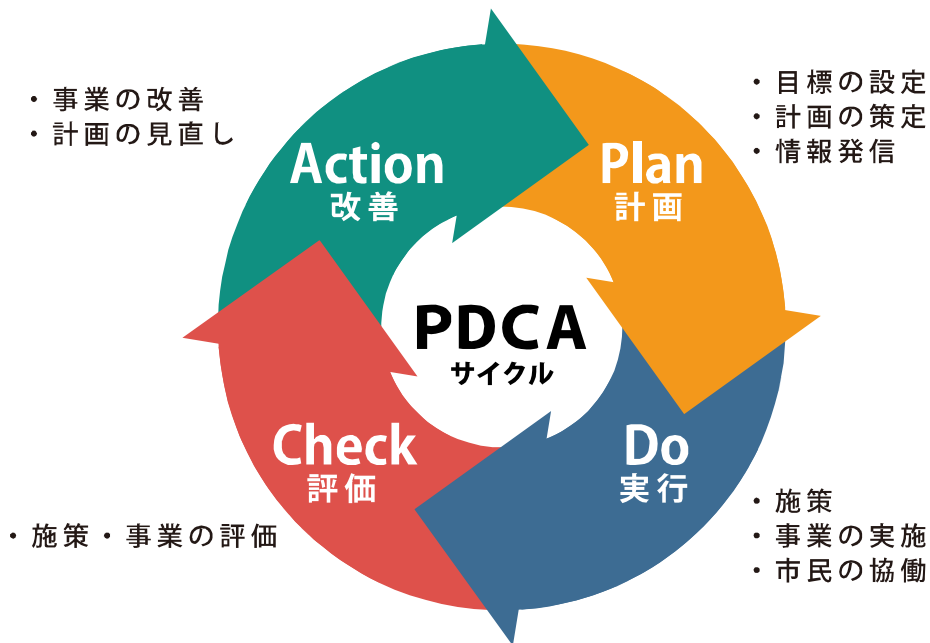 ・事業の改善
・計画の見直し
Action
改善
Plan
計画
・目標の設定
・計画の策定
・情報発信
PDCA
サイクル
Check
評価
Do
実行
・施策・事業の評価
・施策
・事業の実施
・市民の協働